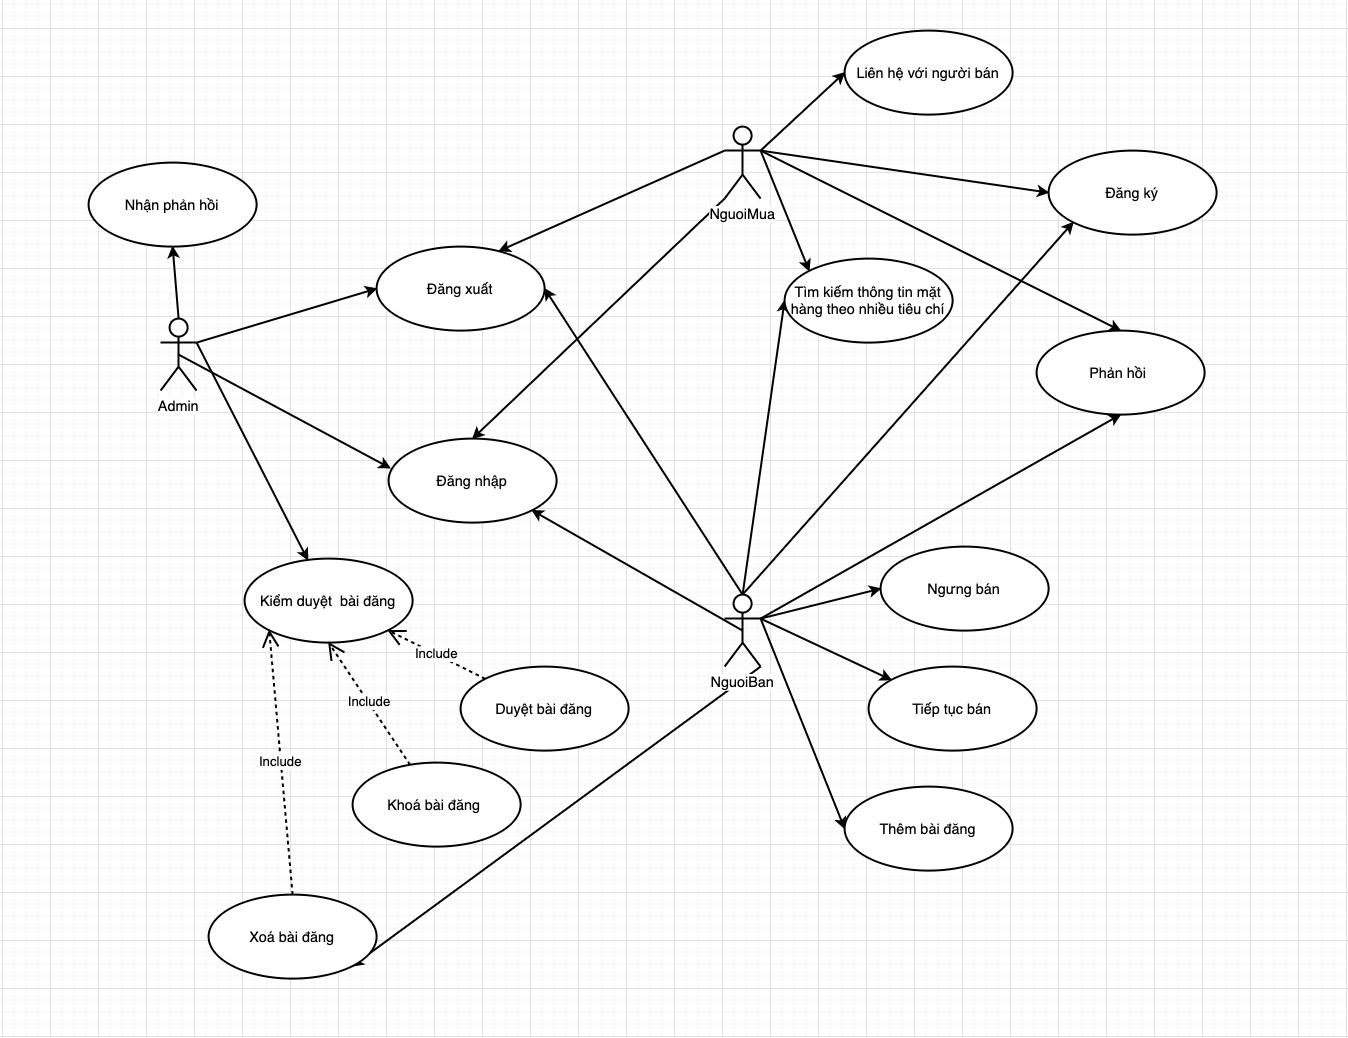 Liên hệ với người bán
Nhận phản hồi
Đăng ký
NguoiMua
Đăng xuất
Tìm kiếm thông tin mặt
hàng theo nhiều tiêu chí
Phản hồi
Admin
Đăng nhập
Ngưng bán
Kiểm duyệt bài đăng
Include
NguoiBan
Include
Duyệt bài đăng
Tiếp tục bán
Include
Khoá bài đăng
Thêm bài đăng
Xoá bài đăng